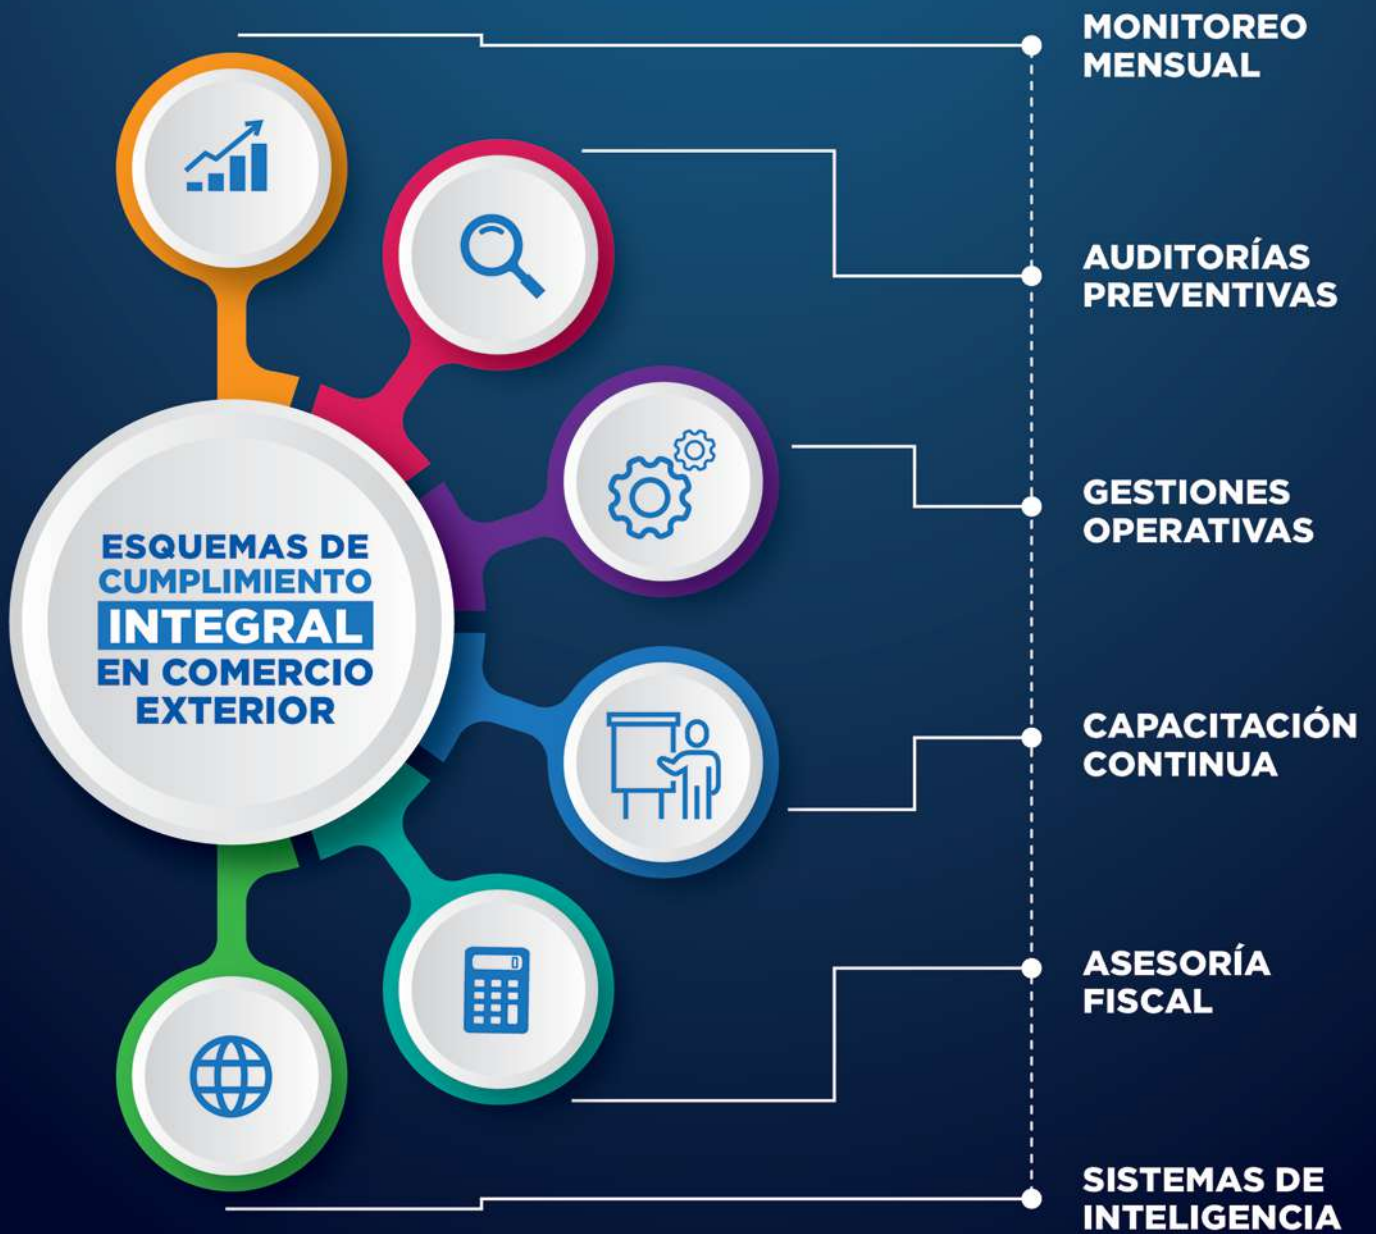 MONITOREO
MENSUAL
AUDITORÍAS
PREVENTIVAS
GESTIONES
OPERATIVAS
ESQUEMAS DE
CUMPLIMIENTO
INTEGRAL
EN COMERCIO
EXTERIOR
CAPACITACIÓN
CONTINUA
ASESORÍA
FISCAL
SISTEMAS DE
INTELIGENCIA